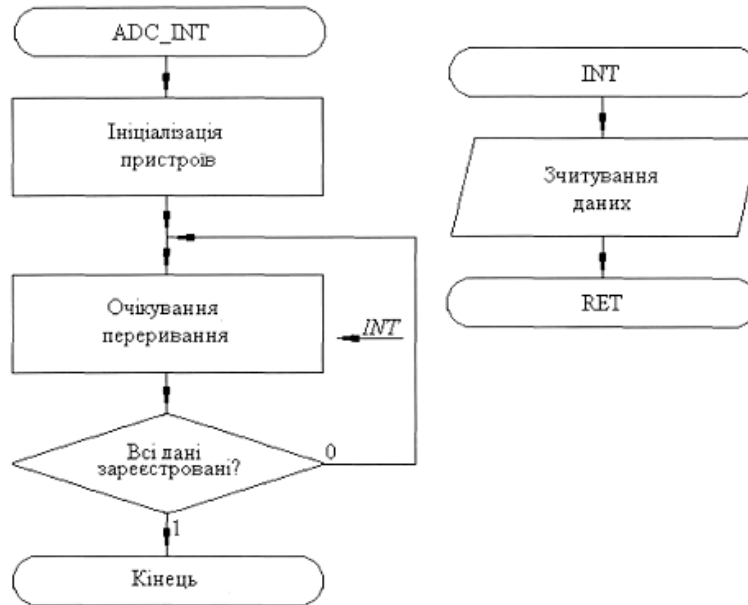 ADC_INT
Ініціалізація
пристроїв
Очікування
переривання
INT
Всі дані
зареєстровані?
0
1
Кінець
INT
Зчитування
даних
RET